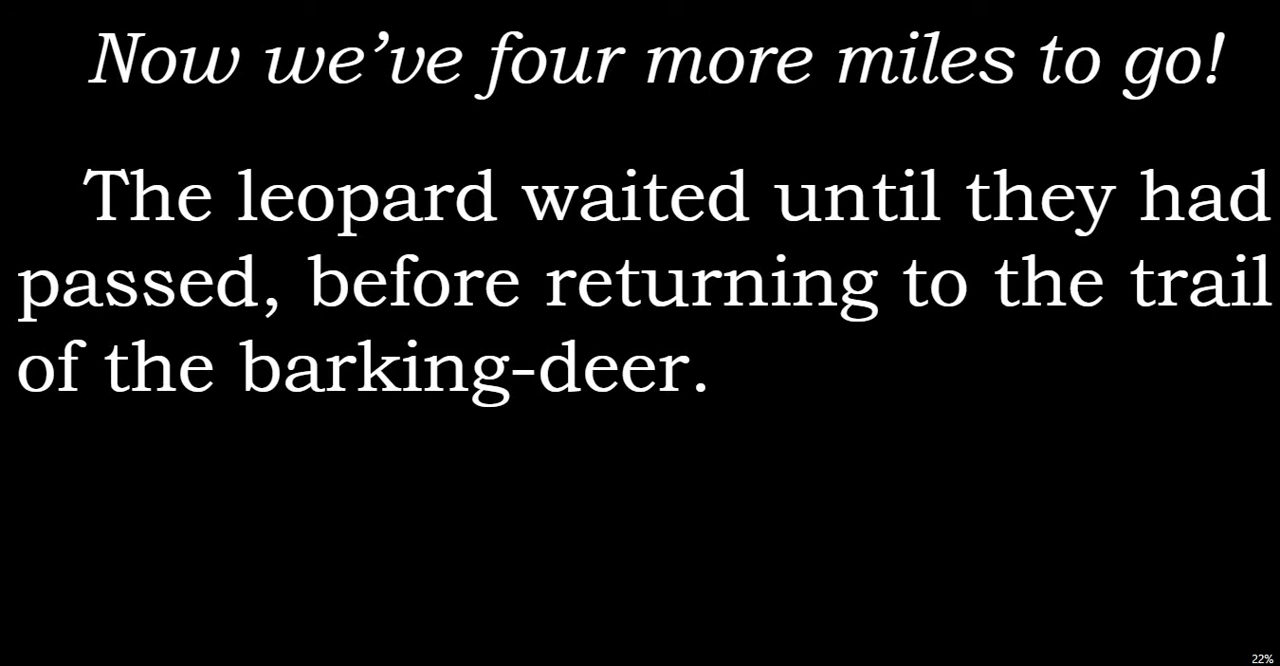 Now we’ve four more miles to go!
The leopard waited until they had
passed, before returning to the trail
of the barking-deer.
22%